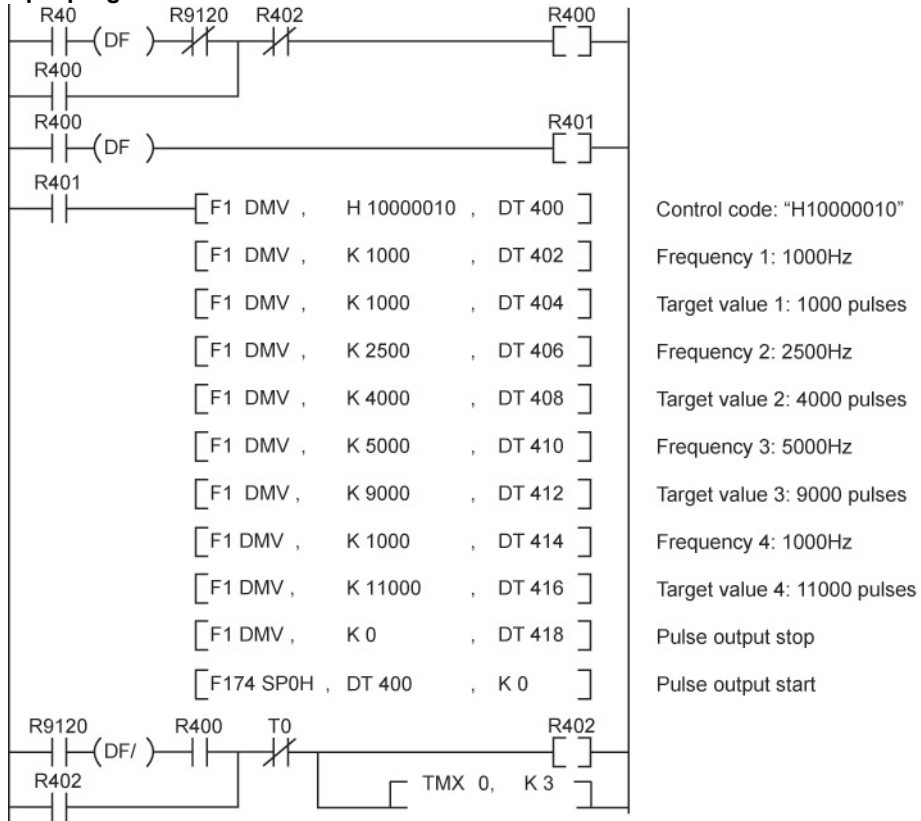 R40 R9120 R402 R400
(DF )
R400
R400 R401
(DF )
R401
F1 DMV , H 10000010 , DT 400 Control code: “H10000010”
F1 DMV , K 1000 , DT 402 Frequency 1: 1000Hz
F1 DMV , K 1000 , DT 404 Target value 1: 1000 pulses
F1 DMV , K 2500 , DT 406 Frequency 2: 2500Hz
F1 DMV , K 4000 , DT 408 Target value 2: 4000 pulses
F1 DMV , K 5000 , DT 410 Frequency 3: 5000Hz
F1 DMV , K 9000 , DT 412 Target value 3: 9000 pulses
F1 DMV , K 1000 , DT 414 Frequency 4: 1000Hz
F1 DMV , K 11000 , DT 416 Target value 4: 11000 pulses
F1 DMV , K 0 , DT 418 Pulse output stop
F174 SP0H , DT 400 , K 0 Pulse output start
R9120 R400 T0 R402
(DF/ )
R402
TMX 0, K 3